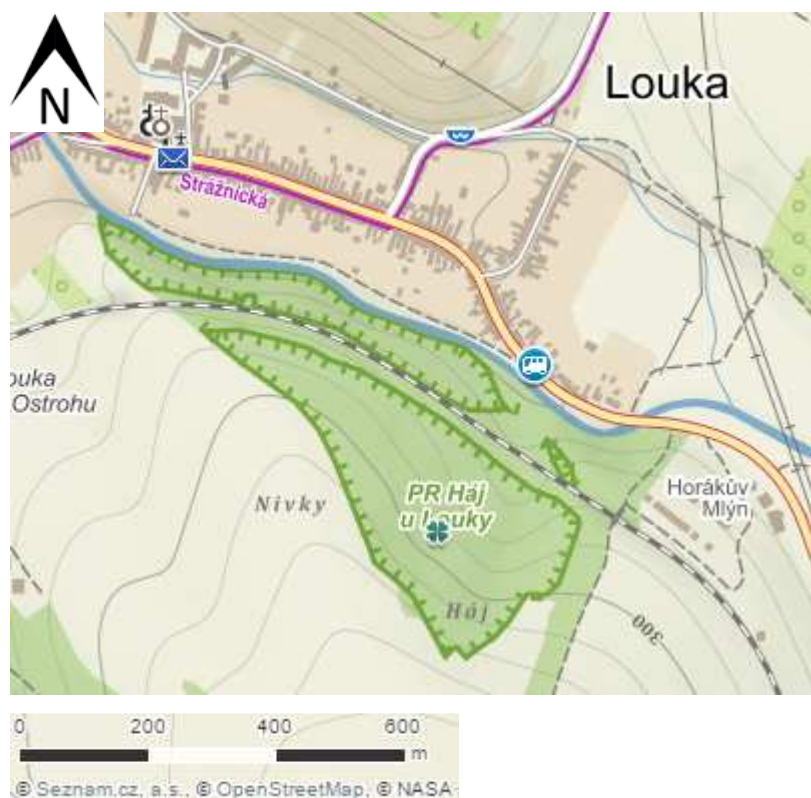 N
Louka
Strážnická
ouka
Ostrohu
Nivky
PR Háj
u Louky
Horákův
Mlýn
Háj
300
0 200 400 600
m
© Seznam.cz, a.s., © OpenStreetMap, © NASA